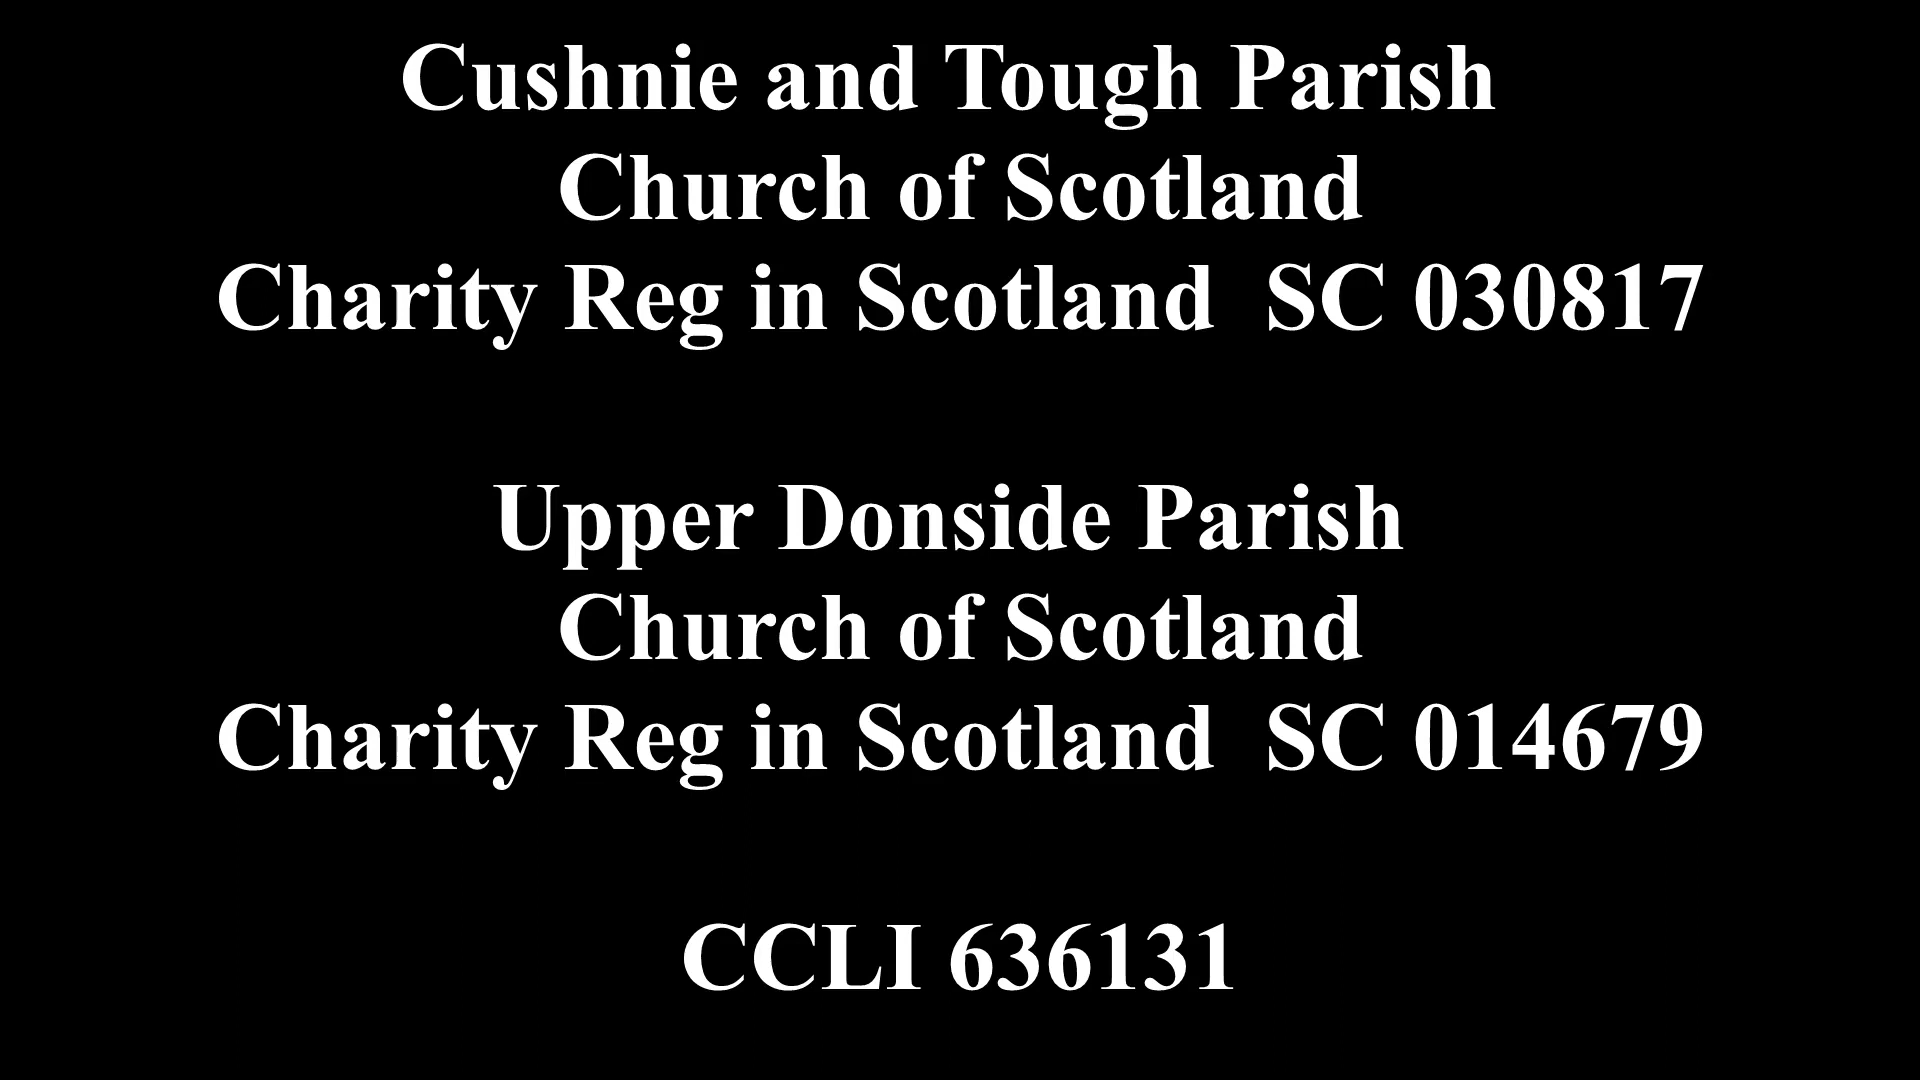 Cushnie and Tough Parish
Church of Scotland
Charity Reg in Scotland  SC 030817
Upper Donside Parish
Church of Scotland
Charity Reg in Scotland  SC 014679
CCLI 636131